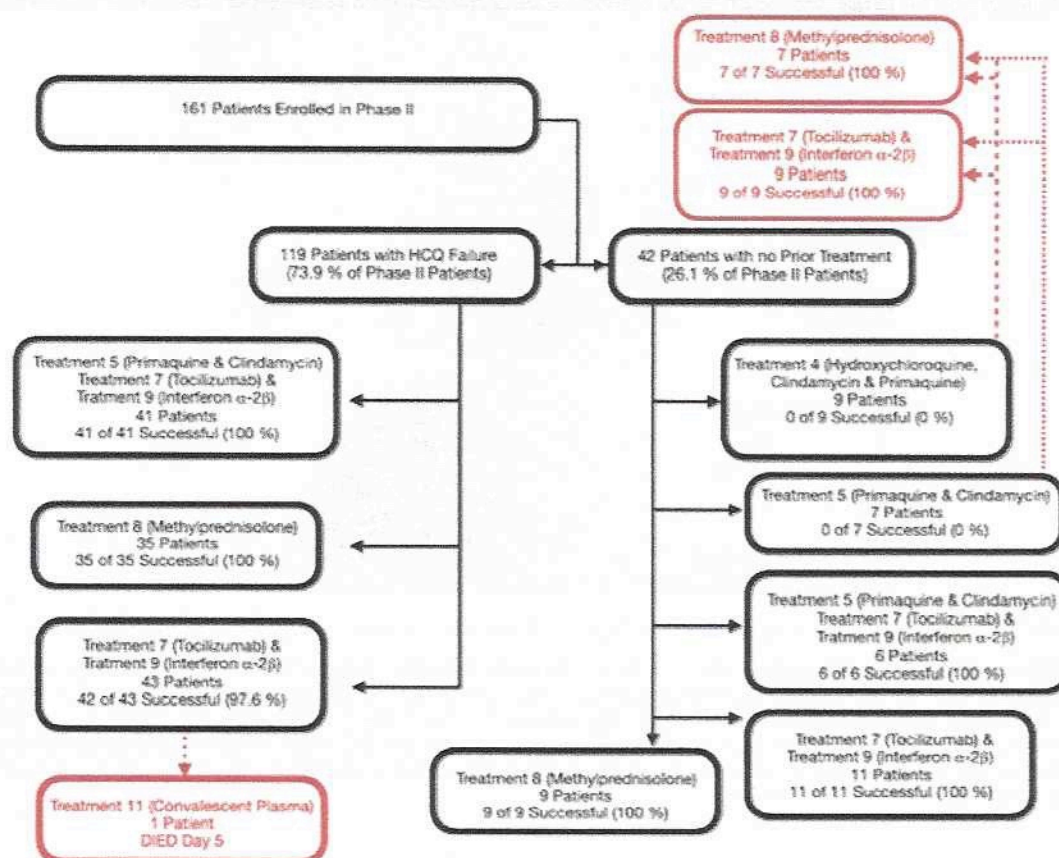 Treatment 8 (Methylprednisolone)
7 Patients
7 of 7 Successful (100 %)
161 Patients Enrolled in Phase II
Treatment 7 (Tocilizumab) &
Treatment 9 (Interferon α-2β)
9 Patients
9 of 9 Successful (100 %)
119 Patients with HCQ Failure
(73.9 % of Phase II Patients)
42 Patients with no Prior Treatment
(26.1 % of Phase II Patients)
Treatment 5 (Primaquine & Clindamycin)
Treatment 7 (Tocilizumab) &
Tratment 9 (Interferon α-2β)
41 Patients
41 of 41 Successful (100 %)
Treatment 4 (Hydroxychloroquine,
Clindamycin & Primaquine)
9 Patients
0 of 9 Successful (0 %)
Treatment 5 (Primaquine & Clindamycin)
7 Patients
0 of 7 Successful (0 %)
Treatment 8 (Methylprednisolone)
35 Patients
35 of 35 Successful (100 %)
Treatment 5 (Primaquine & Clindamycin)
Treatment 7 (Tocilizumab) &
Tratment 9 (Interferon α-2β)
6 Patients
6 of 6 Successful (100 %)
Treatment 7 (Tocilizumab) &
Tratment 9 (Interferon α-2β)
43 Patients
42 of 43 Successful (97.6 %)
Treatment 7 (Tocilizumab) &
Tratment 9 (Interferon α-2β)
11 Patients
11 of 11 Successful (100 %)
Treatment 8 (Methylprednisolone)
9 Patients
9 of 9 Successful (100 %)
Treatment 11 (Convalescent Plasma)
1 Patient
DIED Day 5